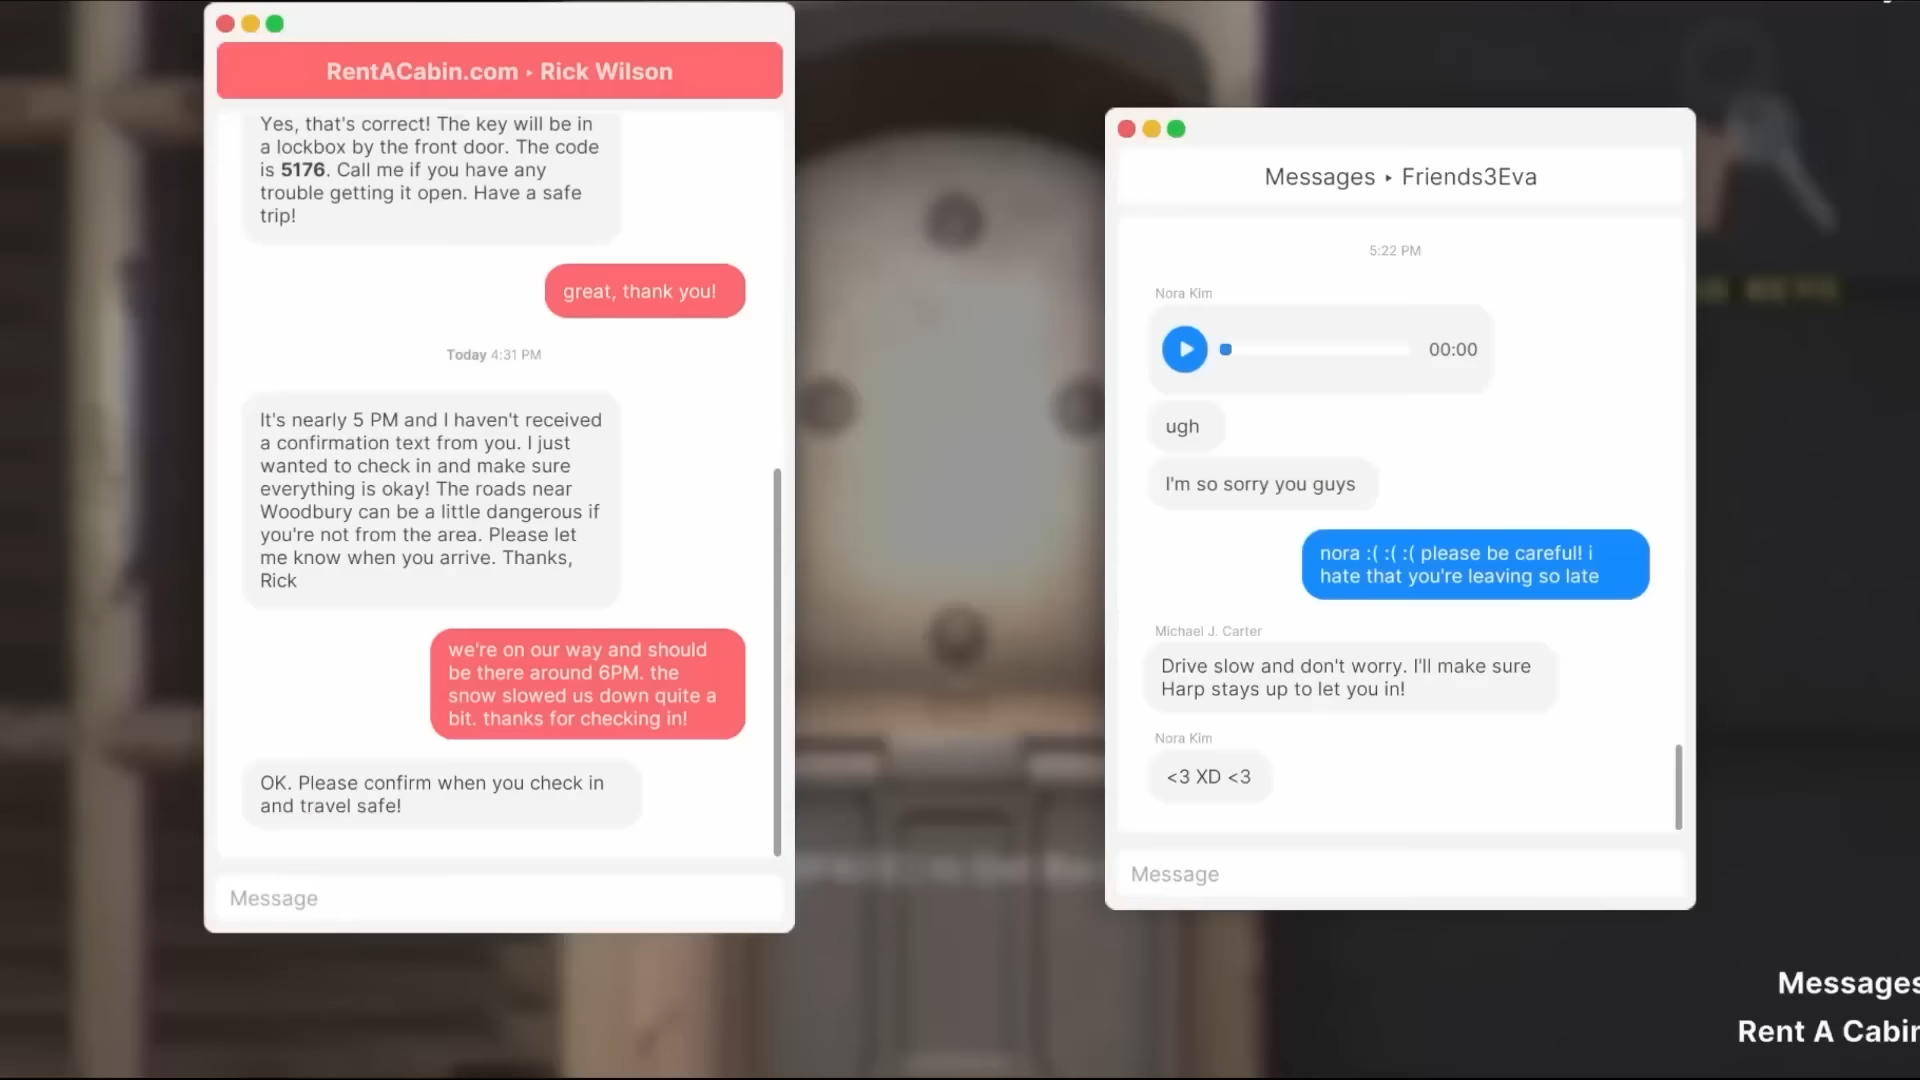 RentACabin.com ‣ Rick Wilson
Yes, that's correct! The key will be in
a lockbox by the front door. The code
is 5176. Call me if you have any
trouble getting it open. Have a safe
trip!
great, thank you!
Today 4:31 PM
It's nearly 5 PM and I haven't received
a confirmation text from you. I just
wanted to check in and make sure
everything is okay! The roads near
Woodbury can be a little dangerous if
you're not from the area. Please let
me know when you arrive. Thanks,
Rick
we're on our way and should
be there around 6PM. the
snow slowed us down quite a
bit. thanks for checking in!
OK. Please confirm when you check in
and travel safe!
Message
Messages ‣ Friends3Eva
5:22 PM
Nora Kim
00:00
ugh
I'm so sorry you guys
nora :( :( :( please be careful! i
hate that you're leaving so late
Michael J. Carter
Drive slow and don't worry. I'll make sure
Harp stays up to let you in!
Nora Kim
<3 XD <3
Message
Messages
Rent A Cabin